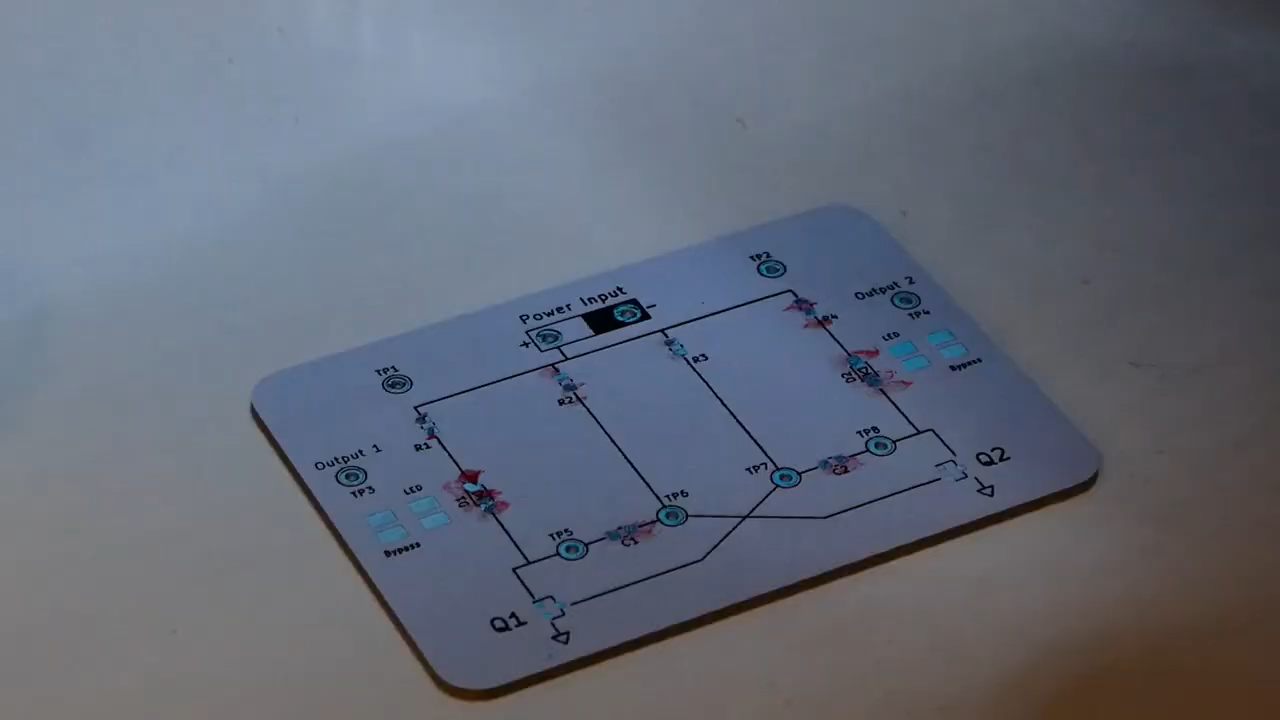 TP2
Output 2
TP4
Power Input
+ -
R4
LED
Bypass
D2
R3
TP1
R2
R1
Output 1
TP3
LED
Bypass
D1
TP8
Q2
C2
TP7
TP6
TP5
C1
Q1